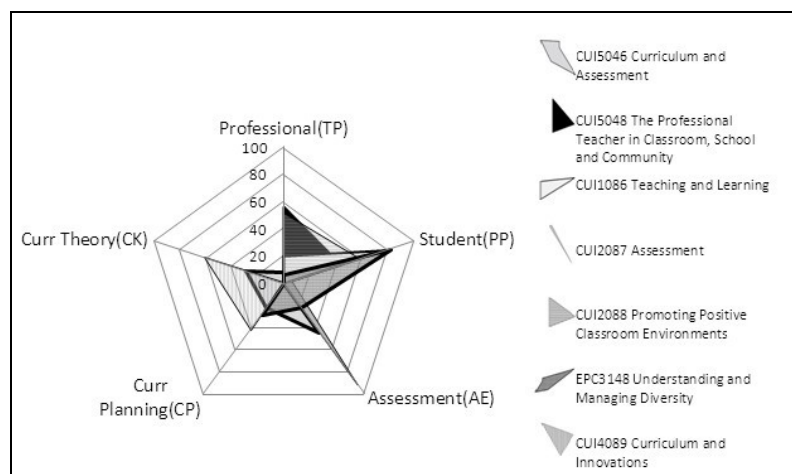 Professional(TP)
100
80
60
40
20
0
Curr Theory(CK)
Student(PP)
Curr
Planning(CP)
Assessment(AE)
CUI5046 Curriculum and
Assessment
CUI5048 The Professional
Teacher in Classroom, School
and Community
CUI1086 Teaching and Learning
CUI2087 Assessment
CUI2088 Promoting Positive
Classroom Environments
EPC3148 Understanding and
Managing Diversity
CUI4089 Curriculum and
Innovations